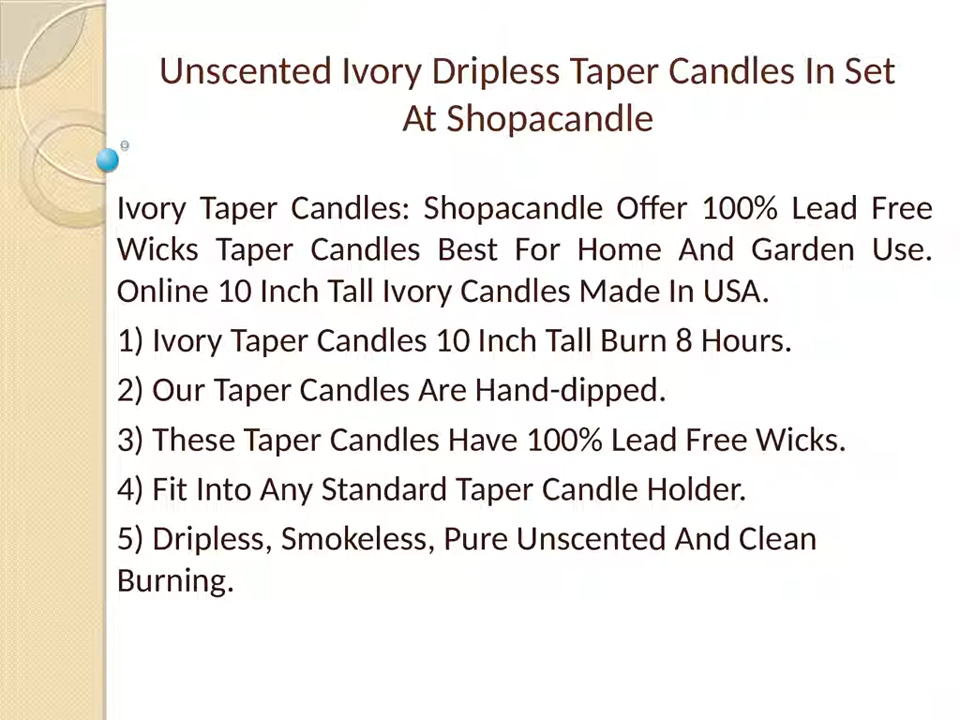 Unscented Ivory Dripless Taper Candles In Set
At Shopacandle
Ivory Taper Candles: Shopacandle Offer 100% Lead Free
Wicks Taper Candles Best For Home And Garden Use.
Online 10 Inch Tall Ivory Candles Made In USA.
1) Ivory Taper Candles 10 Inch Tall Burn 8 Hours.
2) Our Taper Candles Are Hand-dipped.
3) These Taper Candles Have 100% Lead Free Wicks.
4) Fit Into Any Standard Taper Candle Holder.
5) Dripless, Smokeless, Pure Unscented And Clean
Burning.